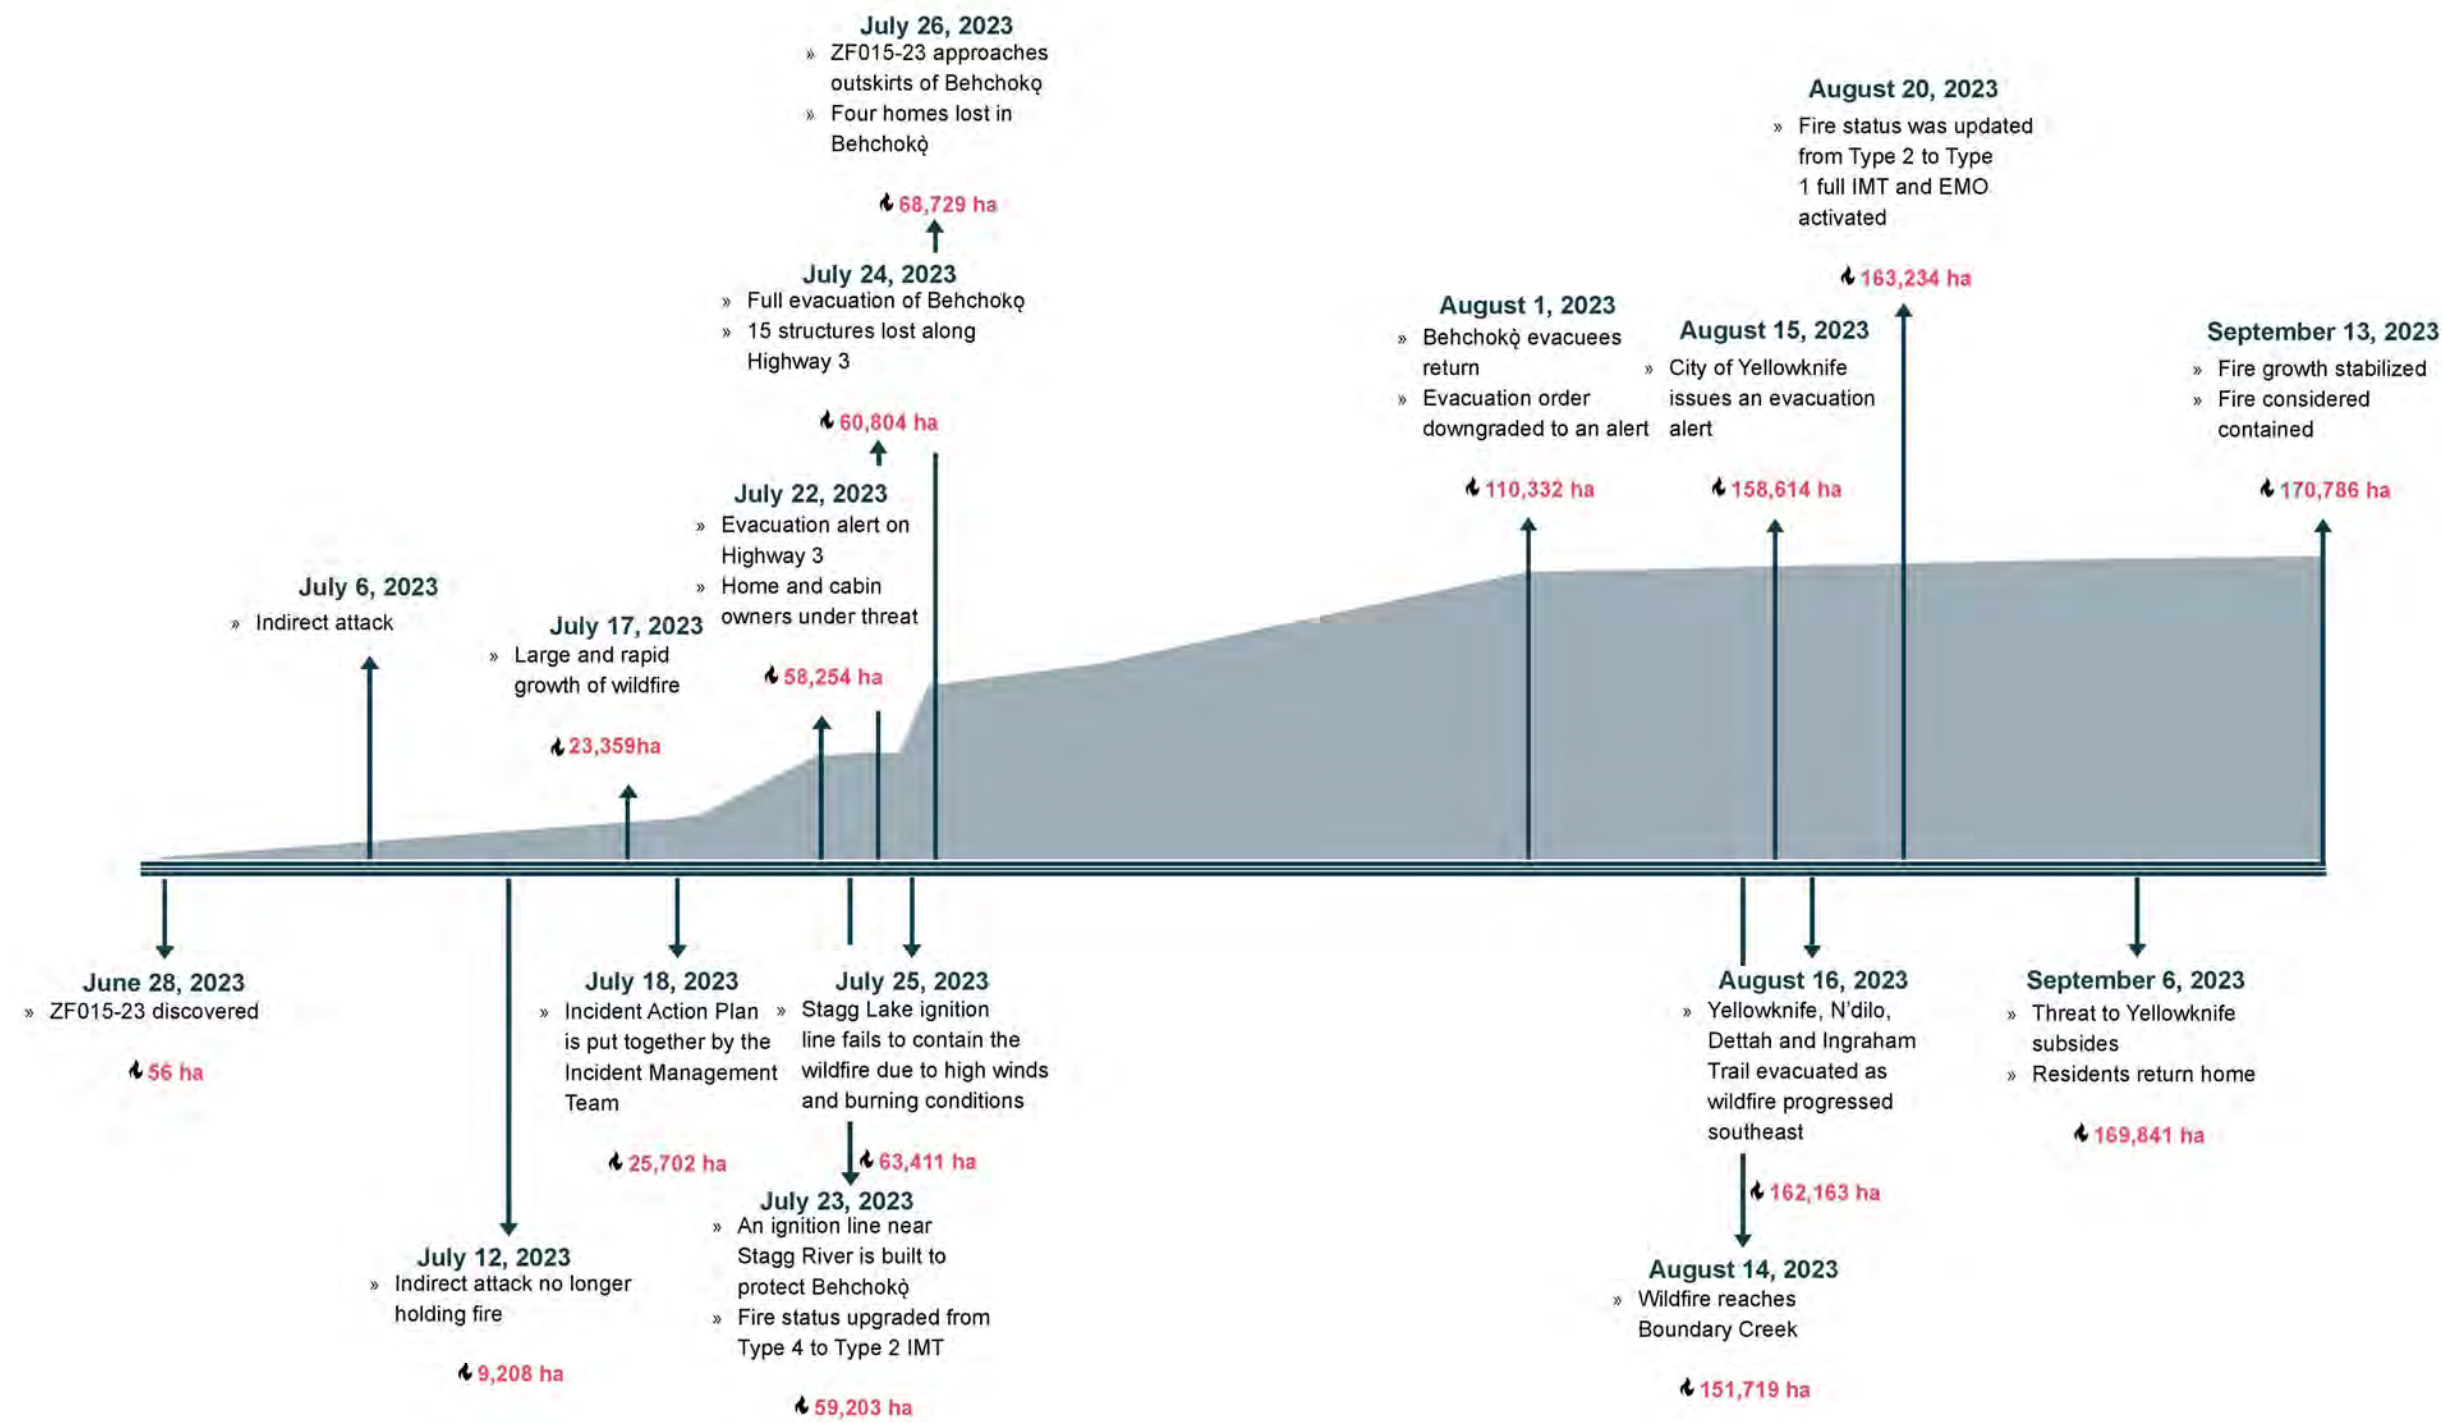 July 26, 2023
» ZF015-23 approaches
outskirts of Behchokǫ
» Four homes lost in
Behchokǫ̀
68,729 ha
July 24, 2023
» Full evacuation of Behchokǫ
» 15 structures lost along
Highway 3
60,804 ha
July 22, 2023
» Evacuation alert on
Highway 3
» Home and cabin
owners under threat
58,254 ha
July 6, 2023
» Indirect attack
July 17, 2023
» Large and rapid
growth of wildfire
23,359ha
August 1, 2023
» Behchokǫ̀ evacuees
return
» Evacuation order
downgraded to an alert
110,332 ha
August 15, 2023
» City of Yellowknife
issues an evacuation
alert
158,614 ha
August 20, 2023
» Fire status was updated
from Type 2 to Type
1 full IMT and EMO
activated
163,234 ha
September 13, 2023
» Fire growth stabilized
» Fire considered
contained
170,786 ha
June 28, 2023
» ZF015-23 discovered
56 ha
July 12, 2023
» Indirect attack no longer
holding fire
9,208 ha
July 18, 2023
» Incident Action Plan
is put together by the
Incident Management
Team
25,702 ha
July 25, 2023
» Stagg Lake ignition
line fails to contain the
wildfire due to high winds
and burning conditions
63,411 ha
July 23, 2023
» An ignition line near
Stagg River is built to
protect Behchokǫ̀
» Fire status upgraded from
Type 4 to Type 2 IMT
59,203 ha
August 16, 2023
» Yellowknife, N'dilo,
Dettah and Ingraham
Trail evacuated as
wildfire progressed
southeast
162,163 ha
August 14, 2023
» Wildfire reaches
Boundary Creek
151,719 ha
September 6, 2023
» Threat to Yellowknife
subsides
» Residents return home
169,841 ha